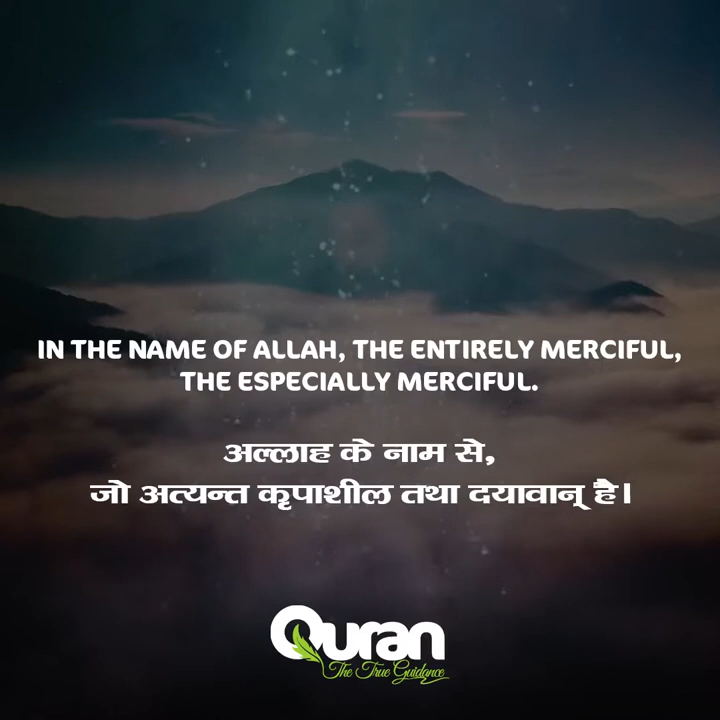 IN THE NAME OF ALLAH, THE ENTIRELY MERCIFUL,
THE ESPECIALLY MERCIFUL.
अल्लाह के नाम से,
जो अत्यन्त कृपाशील तथा दयावान् है।
Quran
The True Guidance